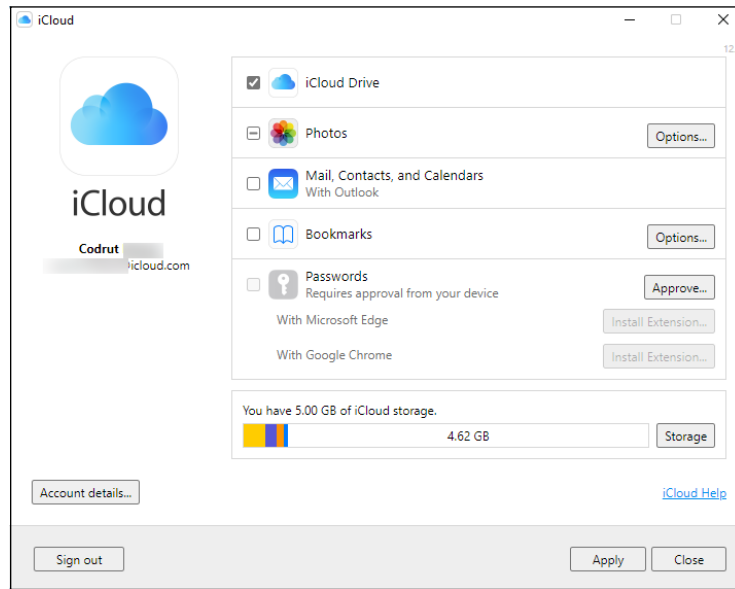 iCloud
12
iCloud Drive
Photos
Options...
Mail, Contacts, and Calendars
With Outlook
iCloud
Bookmarks
Options...
Codrut
icloud.com
Passwords
Requires approval from your device
Approve...
With Microsoft Edge
Install Extension...
With Google Chrome
Install Extension...
You have 5.00 GB of iCloud storage.
4.62 GB
Storage
Account details...
iCloud Help
Sign out
Apply
Close